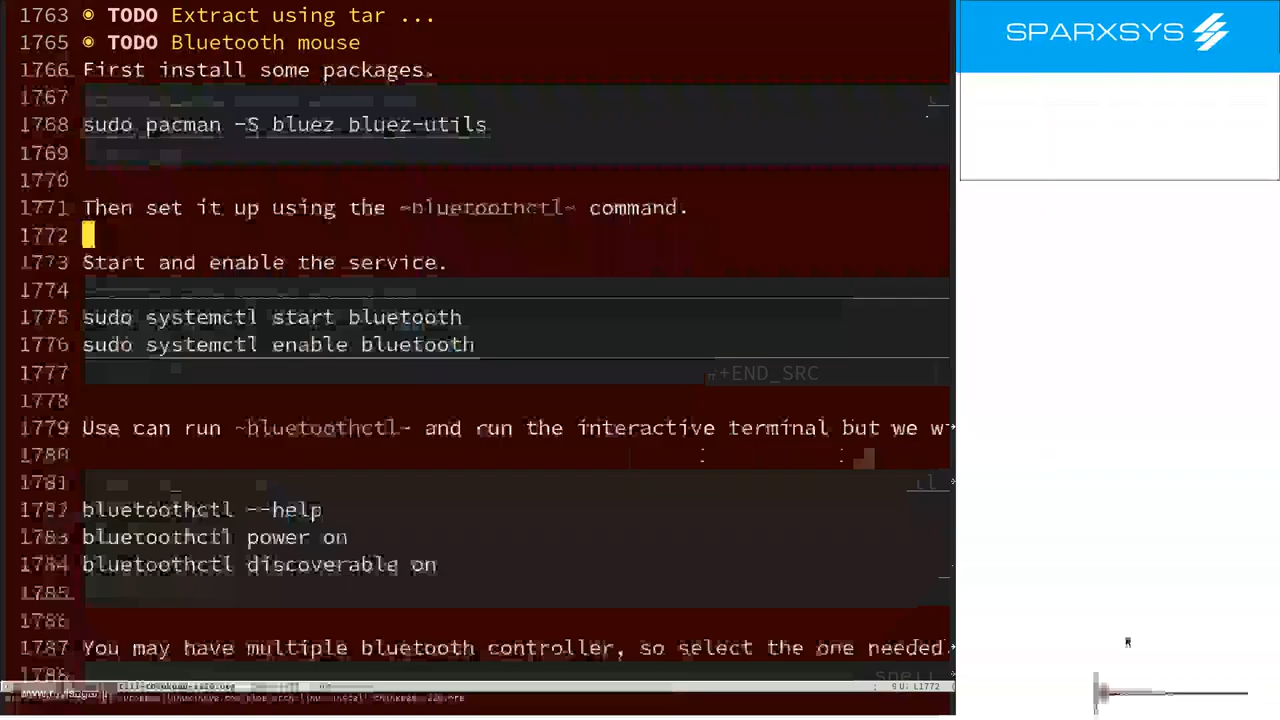 1763 ◉ TODO Extract using tar ...
1765 ◉ TODO Bluetooth mouse
1766 First install some packages.
1767
1768 sudo pacman -S bluez bluez-utils
1769
1770
1771 Then set it up using the ~bluetoothctl~ command.
1772
1773 Start and enable the service.
1774
1775 sudo systemctl start bluetooth
1776 sudo systemctl enable bluetooth
1777 #+END_SRC
1778
1779 Use can run ~bluetoothctl~ and run the interactive terminal but we w
1780
1781
1782 bluetoothctl --help
1783 bluetoothctl power on
1784 bluetoothctl discoverable on
1785
1786
1787 You may have multiple bluetooth controller, so select the one needed.
1788
SPARXSYS